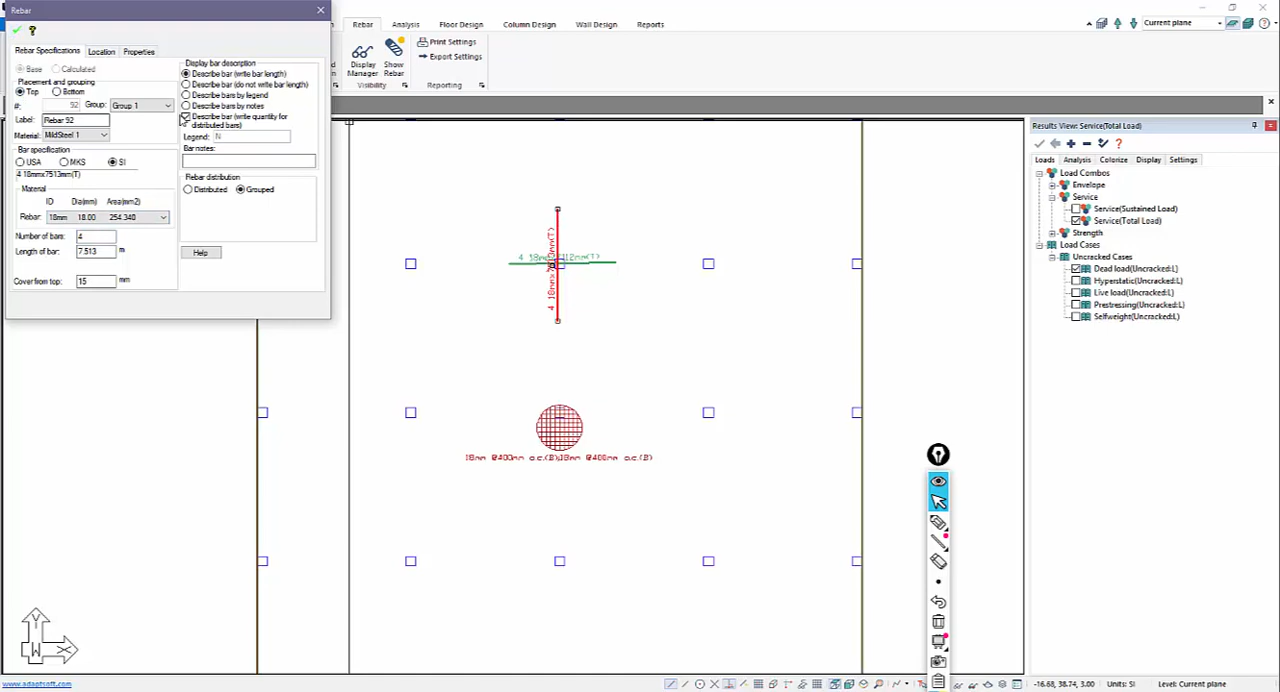 Rebar
Rebar Analysis Floor Design Column Design Wall Design Reports
Current plane
Display Manager
Show Rebar
Print Settings
Export Settings
Visibility
Reporting
Rebar Specifications Location Properties
Base Calculated
Placement and grouping
Top Bottom
#: 92 Group: Group 1
Label: Rebar 92
Material: MildSteel 1
Bar specification
USA MKS SI
4 18mmx7513mm(T)
Material
ID Dia(mm) Area(mm2)
Rebar: 18mm 18.00 254.340
Number of bars: 4
Length of bar: 7.513 m
Cover from top: 15 mm
Display bar description
Describe bar (write bar length)
Describe bar (do not write bar length)
Describe bars by legend
Describe bars by notes
Describe bar (write quantity for distributed bars)
Legend: N
Bar notes:
Rebar distribution
Distributed Grouped
Help
18mm @400mm o.c.(B);18mm @400mm o.c.(B)
Results View: Service(Total Load)
Loads Analysis Colorize Display Settings
Load Combos
Envelope
Service
Service(Sustained Load)
Service(Total Load)
Strength
Load Cases
Uncracked Cases
Dead load(Uncracked:L)
Hyperstatic(Uncracked:L)
Live load(Uncracked:L)
Prestressing(Uncracked:L)
Selfweight(Uncracked:L)
Y
W X
www.adaptsoft.com
-16.68, 38.74, 3.00 Units: SI Level: Current plane